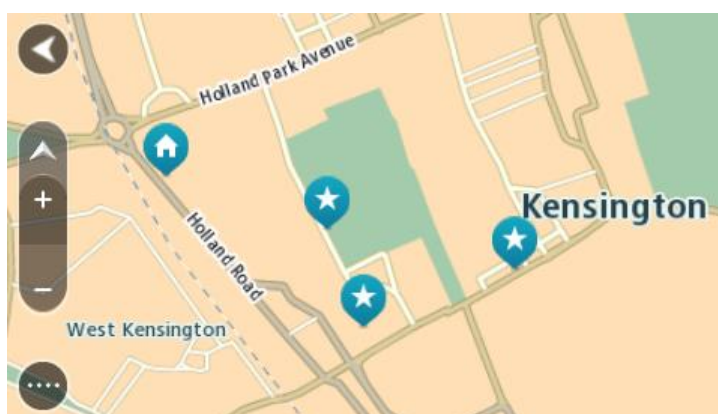 Holland Park Avenue
Kensington
Holland Road
West Kensington